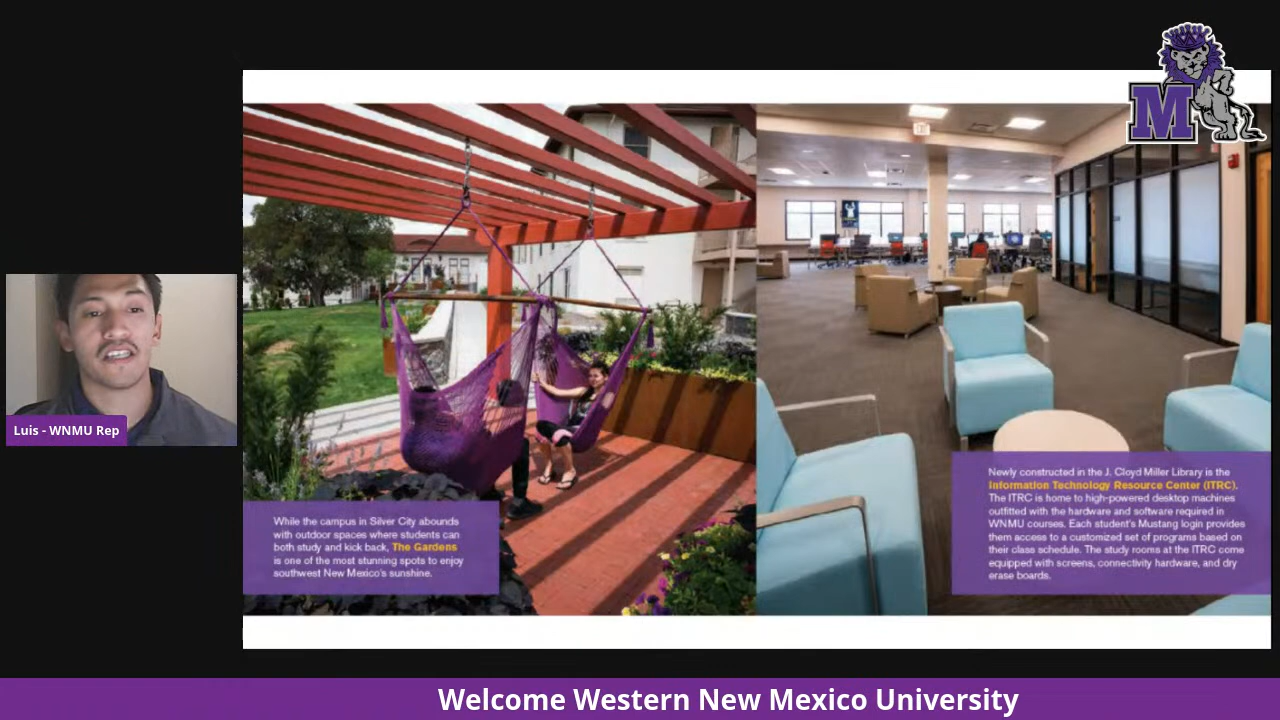 M
Luis - WNMU Rep
While the campus in Silver City abounds
with outdoor spaces where students can
both study and kick back, The Gardens
is one of the most stunning spots to enjoy
southwest New Mexico's sunshine.
Newly constructed in the J. Cloyd Miller Library is the
Information Technology Resource Center (ITRC).
The ITRC is home to high-powered desktop machines
outfitted with the hardware and software required in
WNMU courses. Each student's Mustang login provides
them access to a customized set of programs based on
their class schedule. The study rooms at the ITRC come
equipped with screens, connectivity hardware, and dry
erase boards.
Welcome Western New Mexico University